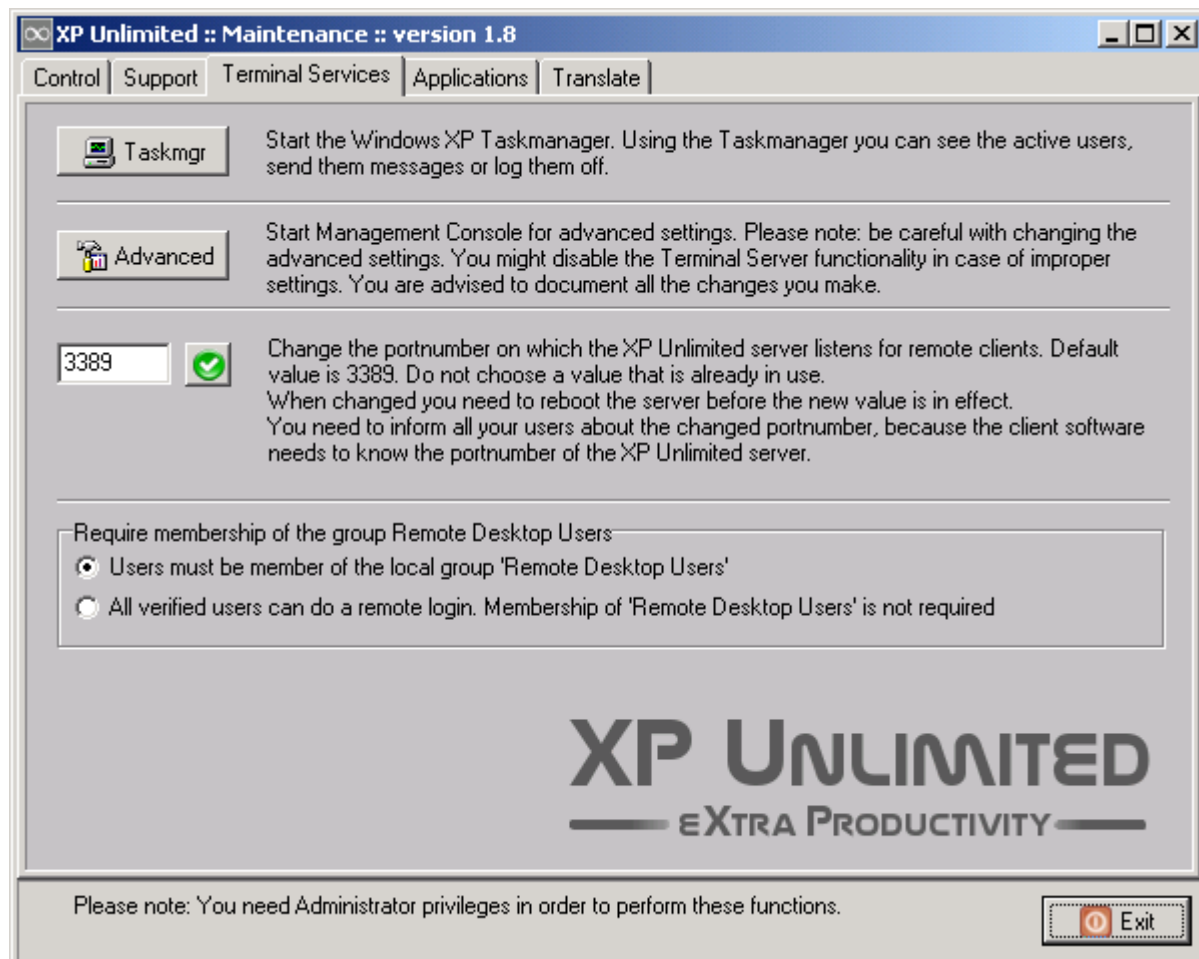 XP Unlimited :: Maintenance :: version 1.8
Control Support Terminal Services Applications Translate
Taskmgr
Start the Windows XP Taskmanager. Using the Taskmanager you can see the active users,
send them messages or log them off.
Advanced
Start Management Console for advanced settings. Please note: be careful with changing the
advanced settings. You might disable the Terminal Server functionality in case of improper
settings. You are advised to document all the changes you make.
3389
Change the portnumber on which the XP Unlimited server listens for remote clients. Default
value is 3389. Do not choose a value that is already in use.
When changed you need to reboot the server before the new value is in effect.
You need to inform all your users about the changed portnumber, because the client software
needs to know the portnumber of the XP Unlimited server.
Require membership of the group Remote Desktop Users
Users must be member of the local group 'Remote Desktop Users'
All verified users can do a remote login. Membership of 'Remote Desktop Users' is not required
XP UNLIMITED
eXTRA PRODUCTIVITY
Please note: You need Administrator privileges in order to perform these functions.
Exit